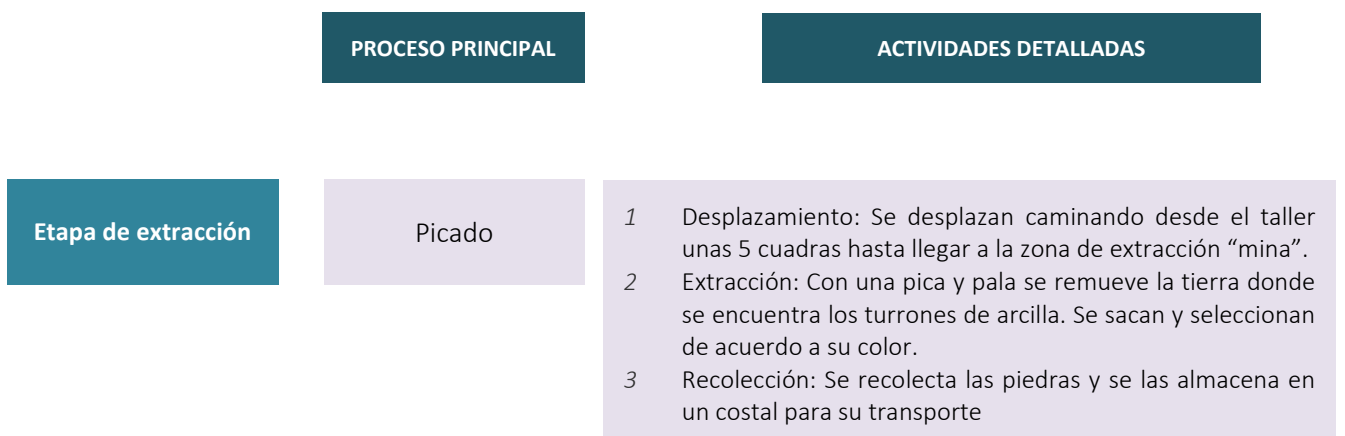 PROCESO PRINCIPAL
ACTIVIDADES DETALLADAS
Etapa de extracción
Picado
1 Desplazamiento: Se desplazan caminando desde el taller
unas 5 cuadras hasta llegar a la zona de extracción “mina”.
2 Extracción: Con una pica y pala se remueve la tierra donde
se encuentra los turrones de arcilla. Se sacan y seleccionan
de acuerdo a su color.
3 Recolección: Se recolecta las piedras y se las almacena en
un costal para su transporte